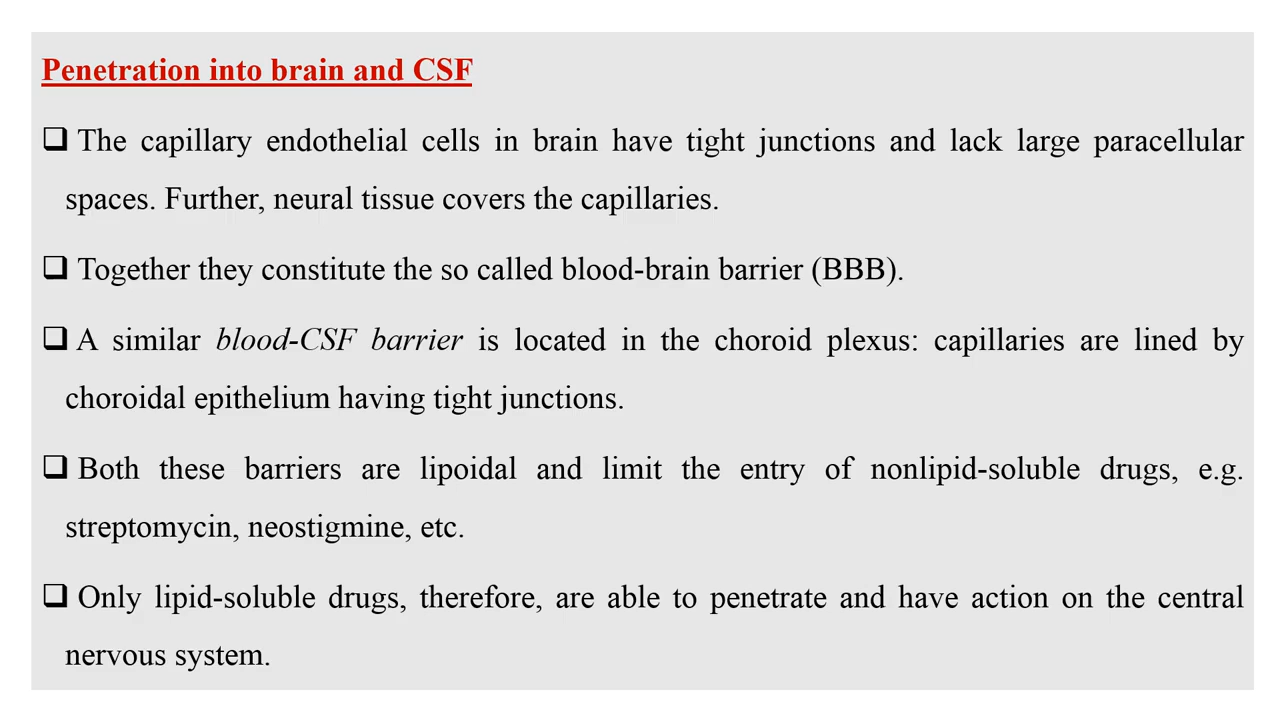 Penetration into brain and CSF
❑ The capillary endothelial cells in brain have tight junctions and lack large paracellular
spaces. Further, neural tissue covers the capillaries.
❑ Together they constitute the so called blood-brain barrier (BBB).
❑ A similar blood-CSF barrier is located in the choroid plexus: capillaries are lined by
choroidal epithelium having tight junctions.
❑ Both these barriers are lipoidal and limit the entry of nonlipid-soluble drugs, e.g.
streptomycin, neostigmine, etc.
❑ Only lipid-soluble drugs, therefore, are able to penetrate and have action on the central
nervous system.